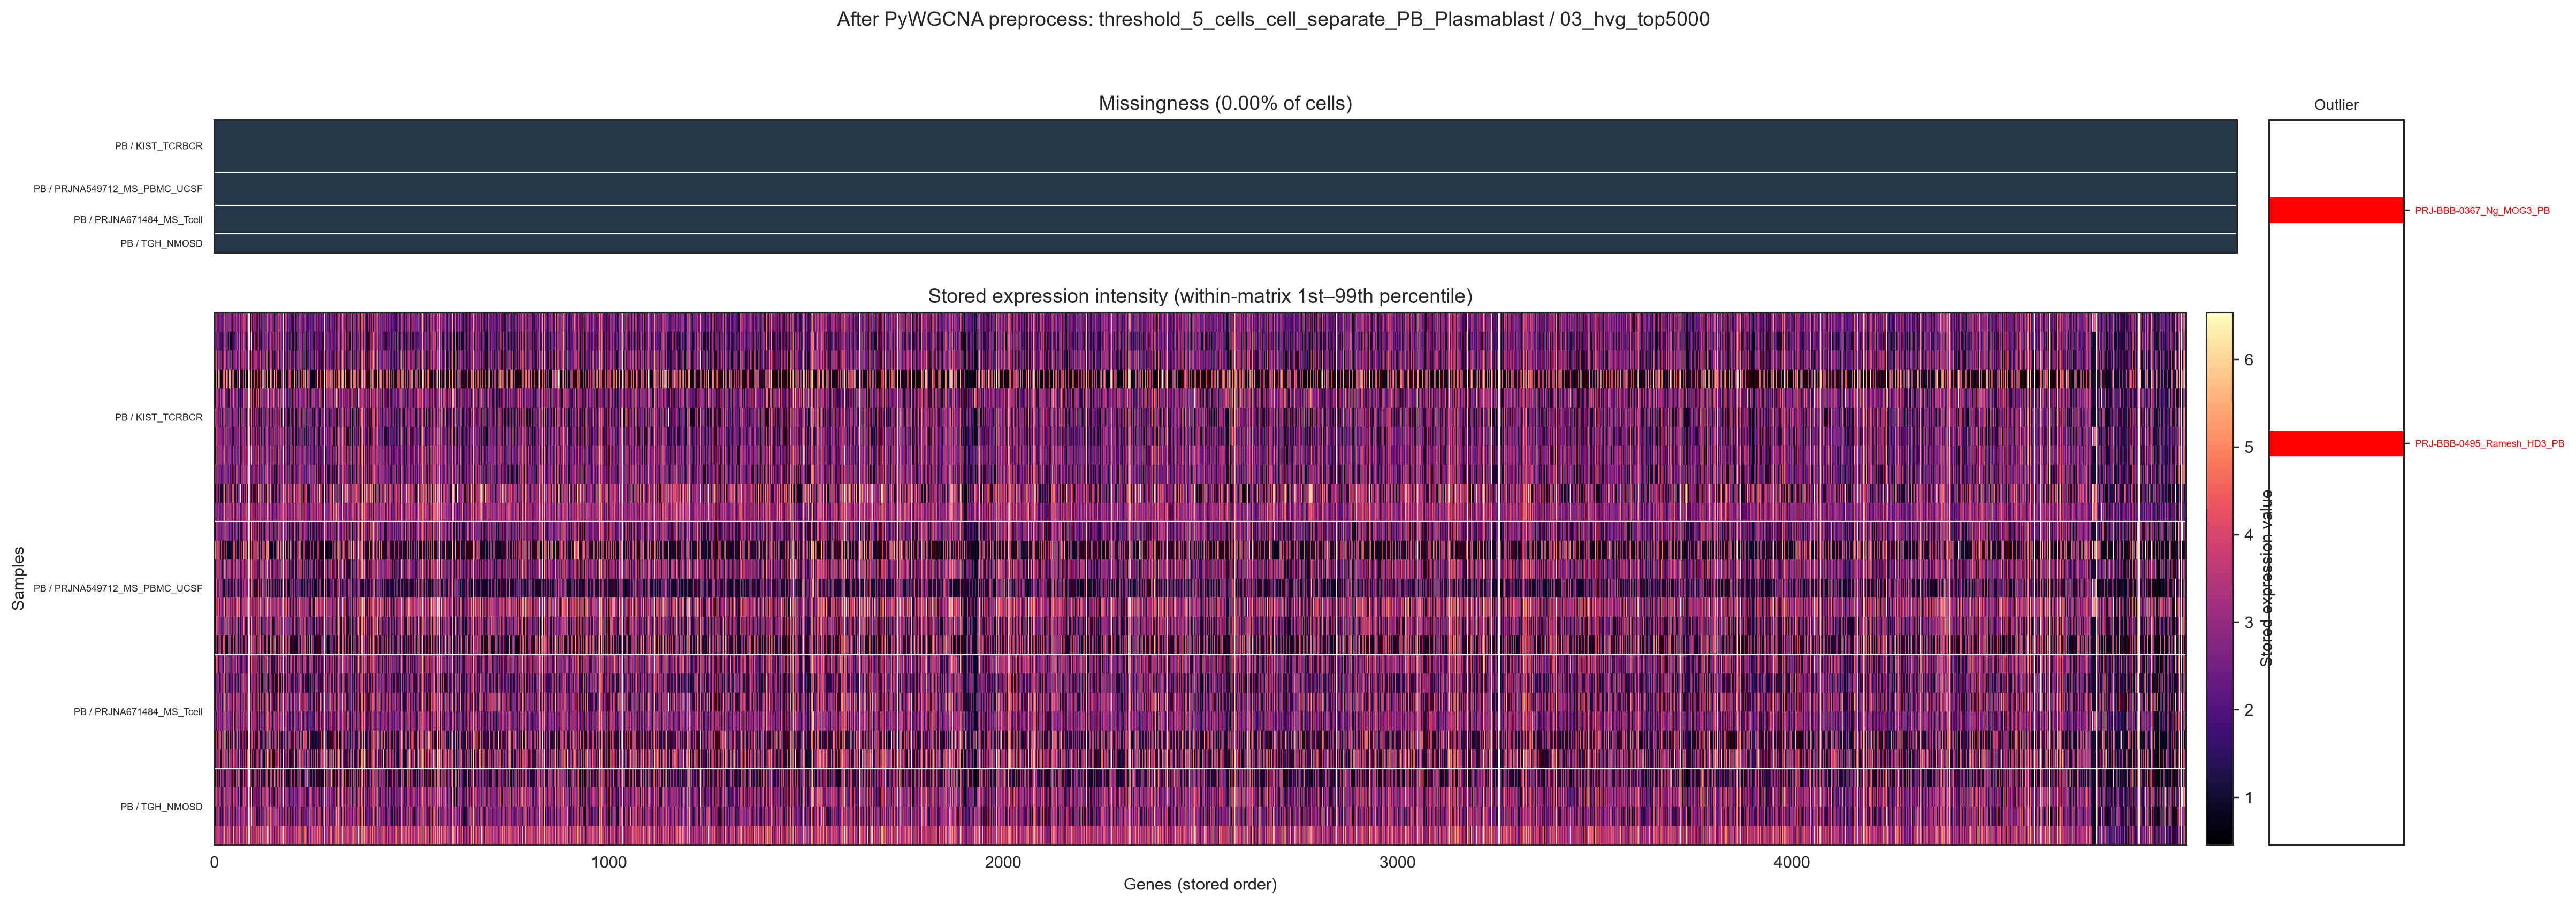 After PyWGCNA preprocess: threshold_5_cells_cell_separate_PB_Plasmablast / 03_hvg_top5000
Missingness (0.00% of cells)
PB / KIST_TCRBCR
PB / PRJNA549712_MS_PBMC_UCSF
PB / PRJNA671484_MS_Tcell
PB / TGH_NMOSD
Outlier
PRJ-BBB-0367_Ng_MOG3_PB
PRJ-BBB-0495_Ramesh_HD3_PB
Stored expression intensity (within-matrix 1st–99th percentile)
Samples
PB / KIST_TCRBCR
PB / PRJNA549712_MS_PBMC_UCSF
PB / PRJNA671484_MS_Tcell
PB / TGH_NMOSD
0
1000
2000
3000
4000
Genes (stored order)
6
5
4
3
2
1
Stored expression value